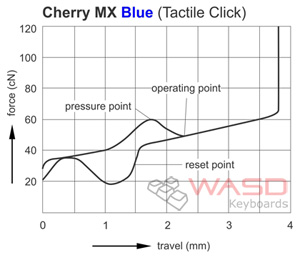 Cherry MX Blue (Tactile Click)
120
100
80
60
40
20
0
1
2
3
4
force (cN)
travel (mm)
operating point
pressure point
reset point
WASD
Keyboards